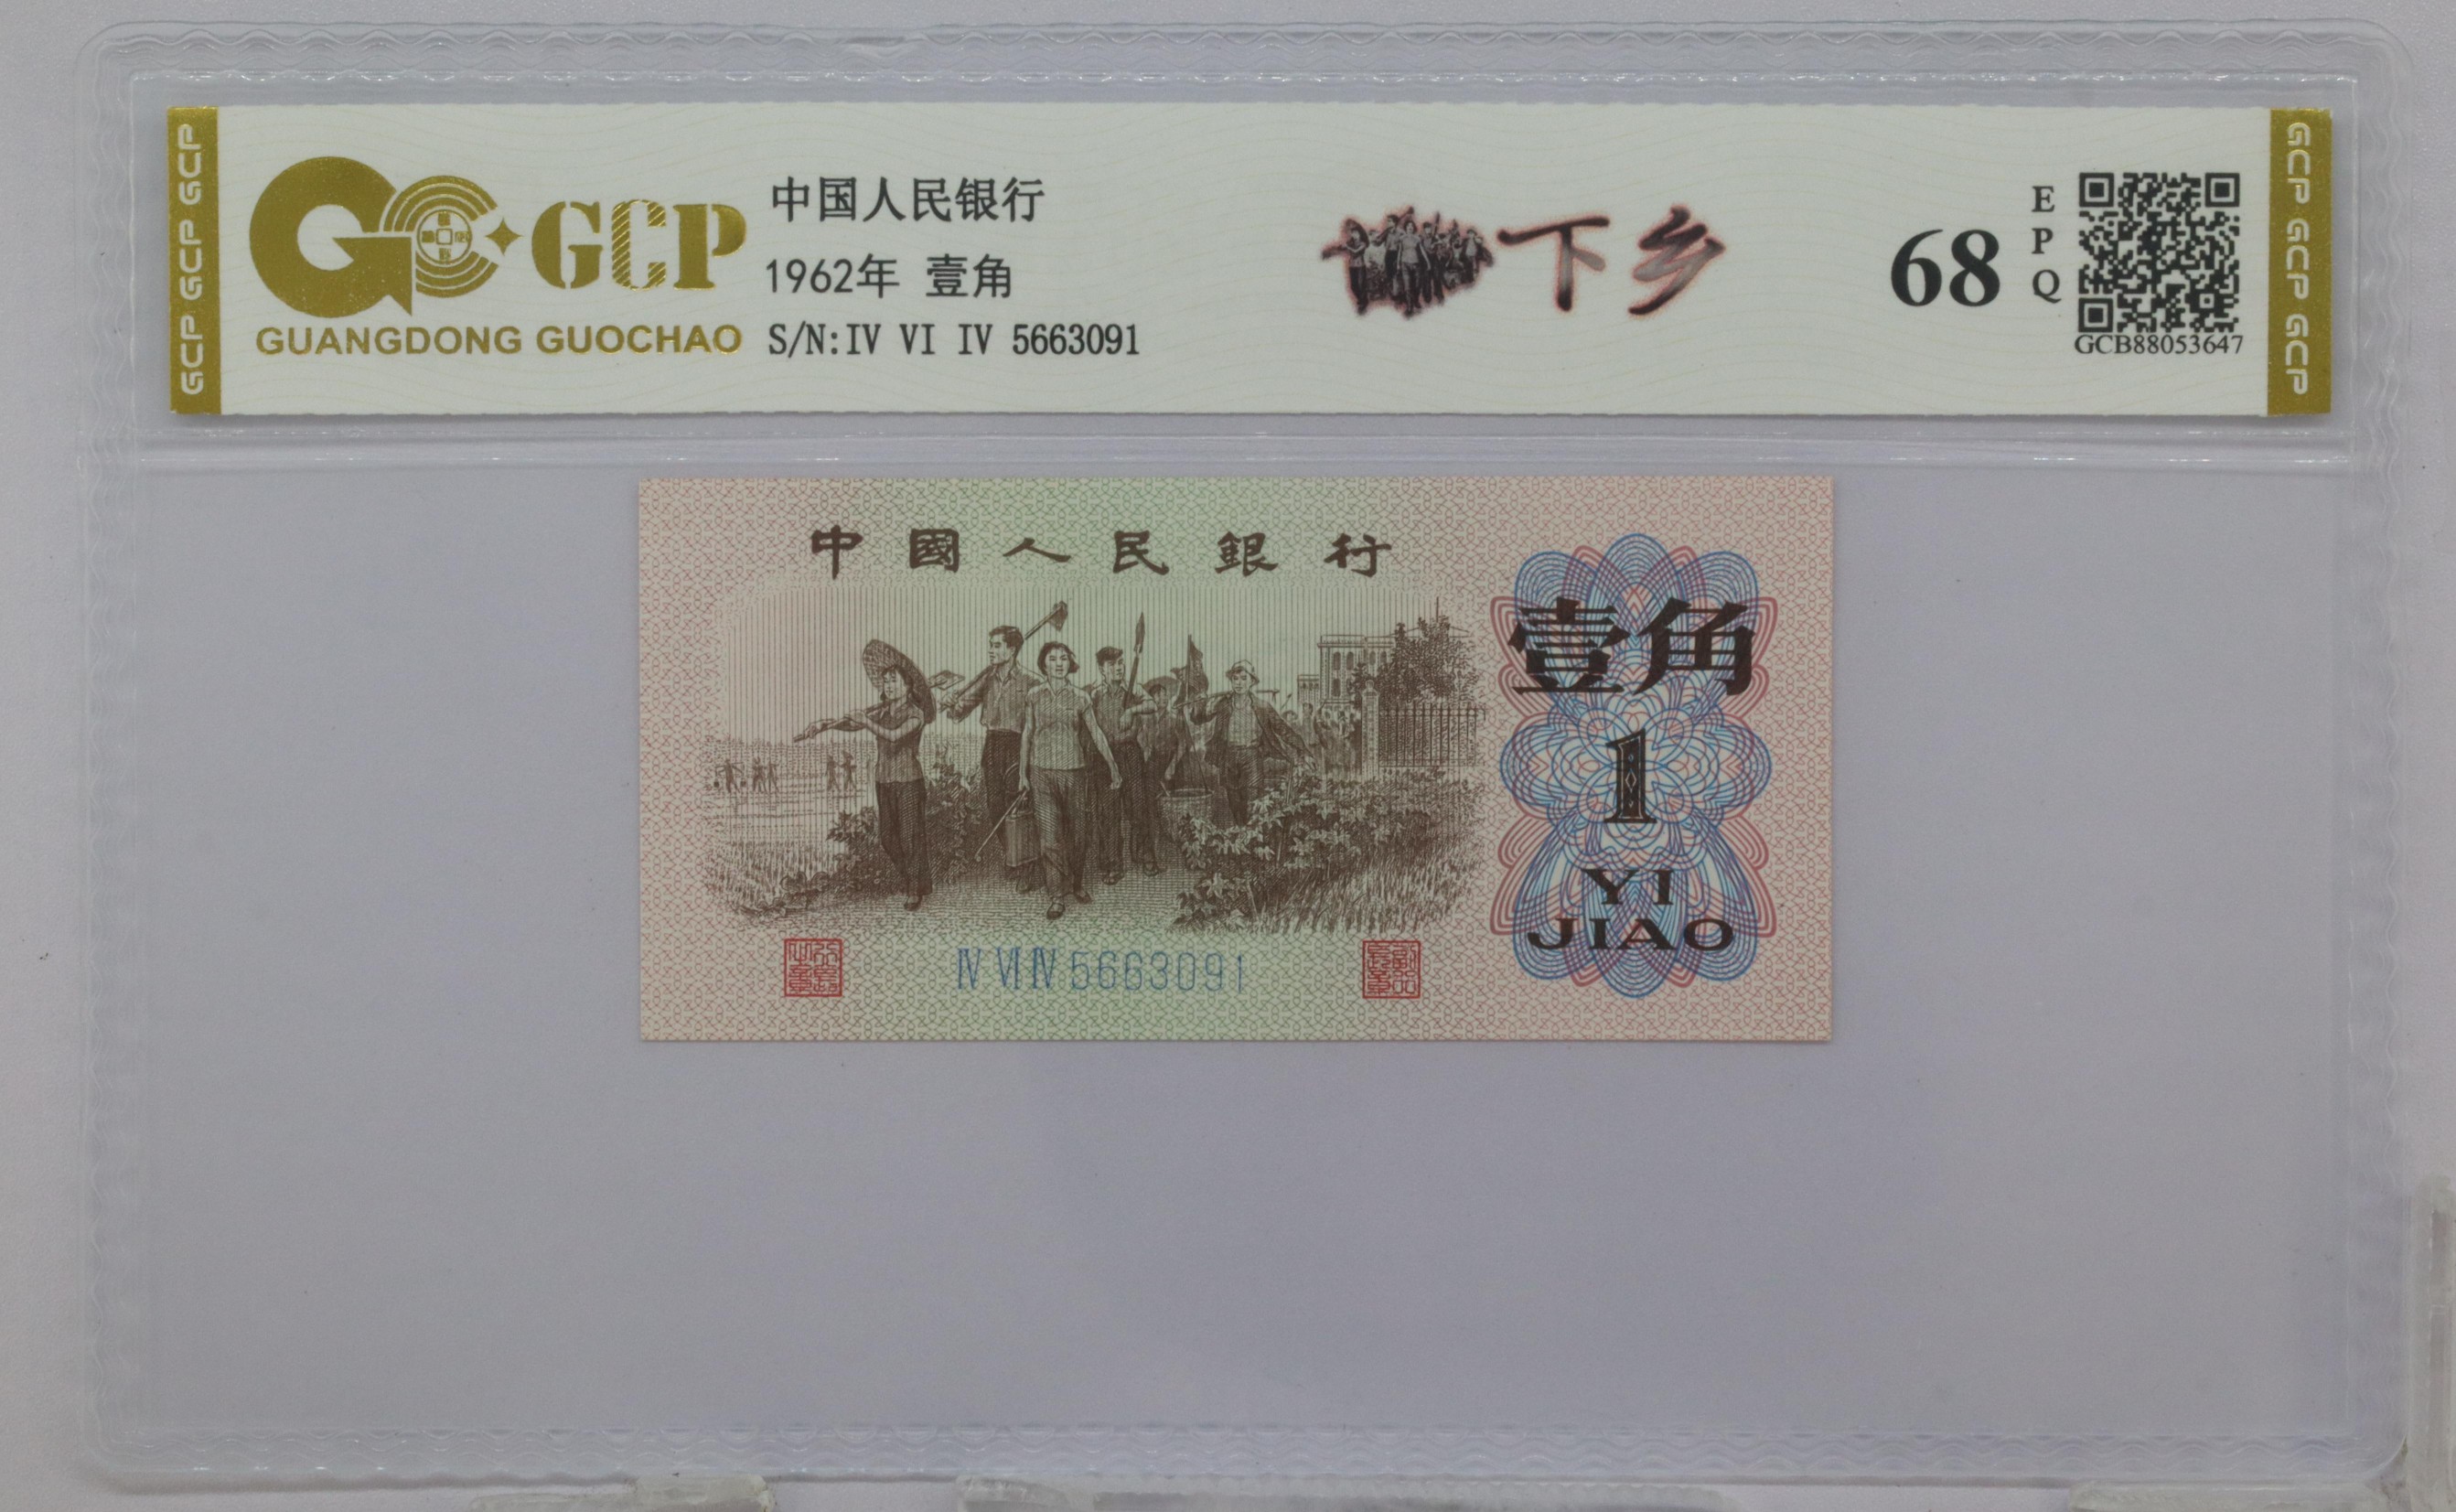 GCP GCP GCP
GCP
GUANGDONG GUOCHAO
中国人民银行
1962年 壹角
S/N:IV VI IV 5663091
下乡
68
EPQ
GCB88053647
GCP GCP GCP
中國人民銀行
壹角
1
YI
JIAO
Ⅳ Ⅵ Ⅳ 5663091